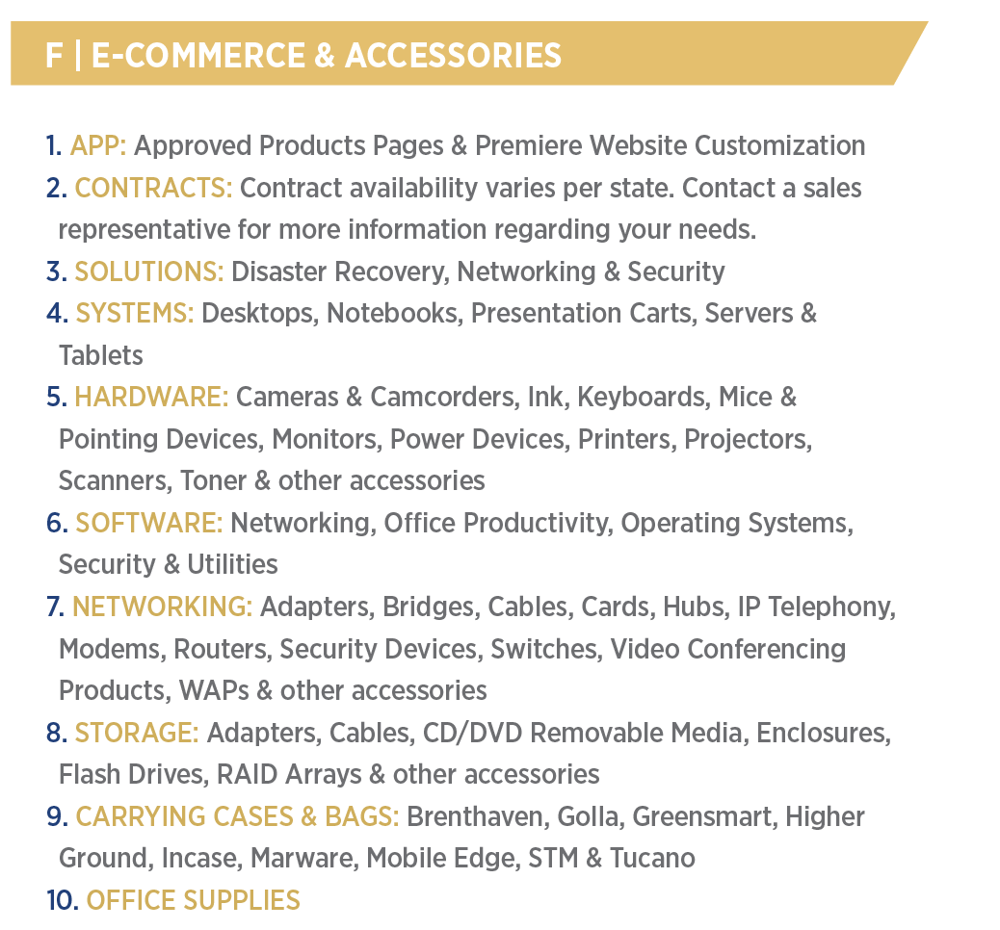 F | E-COMMERCE & ACCESSORIES
1. APP: Approved Products Pages & Premiere Website Customization
2. CONTRACTS: Contract availability varies per state. Contact a sales
representative for more information regarding your needs.
3. SOLUTIONS: Disaster Recovery, Networking & Security
4. SYSTEMS: Desktops, Notebooks, Presentation Carts, Servers &
Tablets
5. HARDWARE: Cameras & Camcorders, Ink, Keyboards, Mice &
Pointing Devices, Monitors, Power Devices, Printers, Projectors,
Scanners, Toner & other accessories
6. SOFTWARE: Networking, Office Productivity, Operating Systems,
Security & Utilities
7. NETWORKING: Adapters, Bridges, Cables, Cards, Hubs, IP Telephony,
Modems, Routers, Security Devices, Switches, Video Conferencing
Products, WAPs & other accessories
8. STORAGE: Adapters, Cables, CD/DVD Removable Media, Enclosures,
Flash Drives, RAID Arrays & other accessories
9. CARRYING CASES & BAGS: Brenthaven, Golla, Greensmart, Higher
Ground, Incase, Marware, Mobile Edge, STM & Tucano
10. OFFICE SUPPLIES